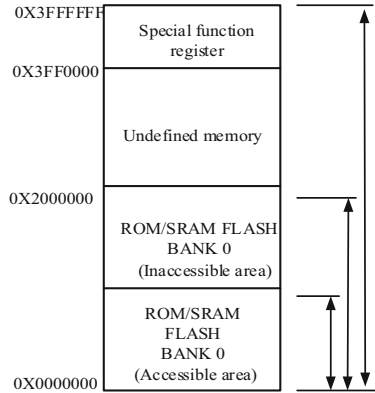 0X3FFFFFF
Special function
register
0X3FF0000
Undefined memory
0X2000000
ROM/SRAM FLASH
BANK 0
(Inaccessible area)
ROM/SRAM
FLASH
BANK 0
(Accessible area)
0X0000000